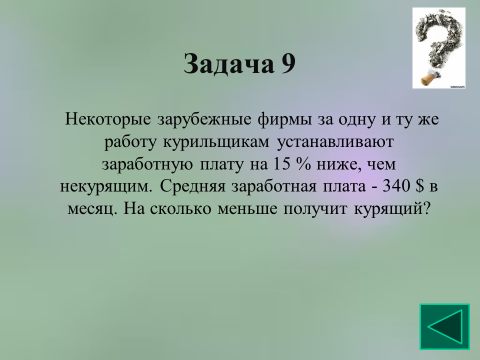 Задача 9
Некоторые зарубежные фирмы за одну и ту же
работу курильщикам устанавливают
заработную плату на 15 % ниже, чем
некурящим. Средняя заработная плата - 340 $ в
месяц. На сколько меньше получит курящий?